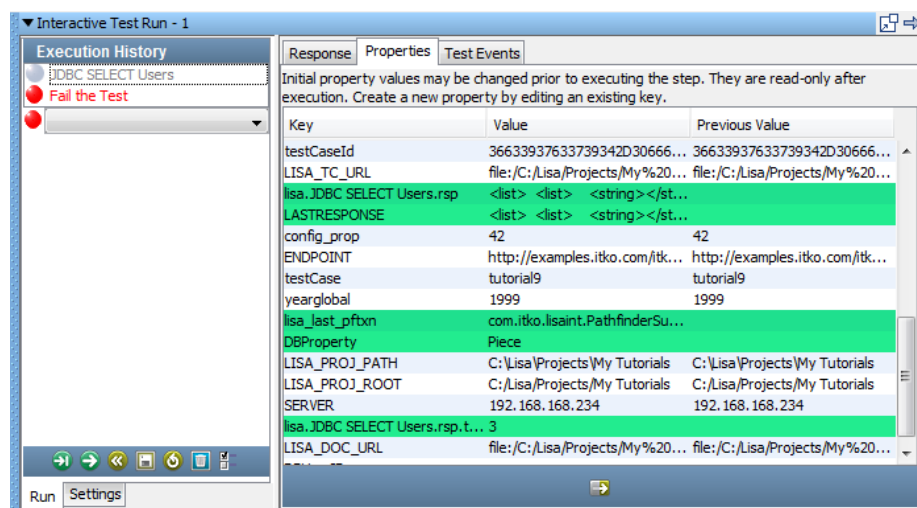 Interactive Test Run - 1
Execution History
JDBC SELECT Users
Fail the Test
Run Settings
Response Properties Test Events
Initial property values may be changed prior to executing the step. They are read-only after
execution. Create a new property by editing an existing key.
Key Value Previous Value
testCaseId 36633937633739342D30666... 36633937633739342D30666...
LISA_TC_URL file:/C:/Lisa/Projects/My%20... file:/C:/Lisa/Projects/My%20...
lisa.JDBC SELECT Users.rsp <list> <list> <string></st...
LASTRESPONSE <list> <list> <string></st...
config_prop 42 42
ENDPOINT http://examples.itko.com/itk... http://examples.itko.com/itk...
testCase tutorial9 tutorial9
yearglobal 1999 1999
lisa_last_pftxn com.itko.lisaint.PathfinderSu...
DBProperty Piece
LISA_PROJ_PATH C:\Lisa\Projects\My Tutorials C:\Lisa\Projects\My Tutorials
LISA_PROJ_ROOT C:/Lisa/Projects/My Tutorials C:/Lisa/Projects/My Tutorials
SERVER 192.168.168.234 192.168.168.234
lisa.JDBC SELECT Users.rsp.t... 3
LISA_DOC_URL file:/C:/Lisa/Projects/My%20... file:/C:/Lisa/Projects/My%20...